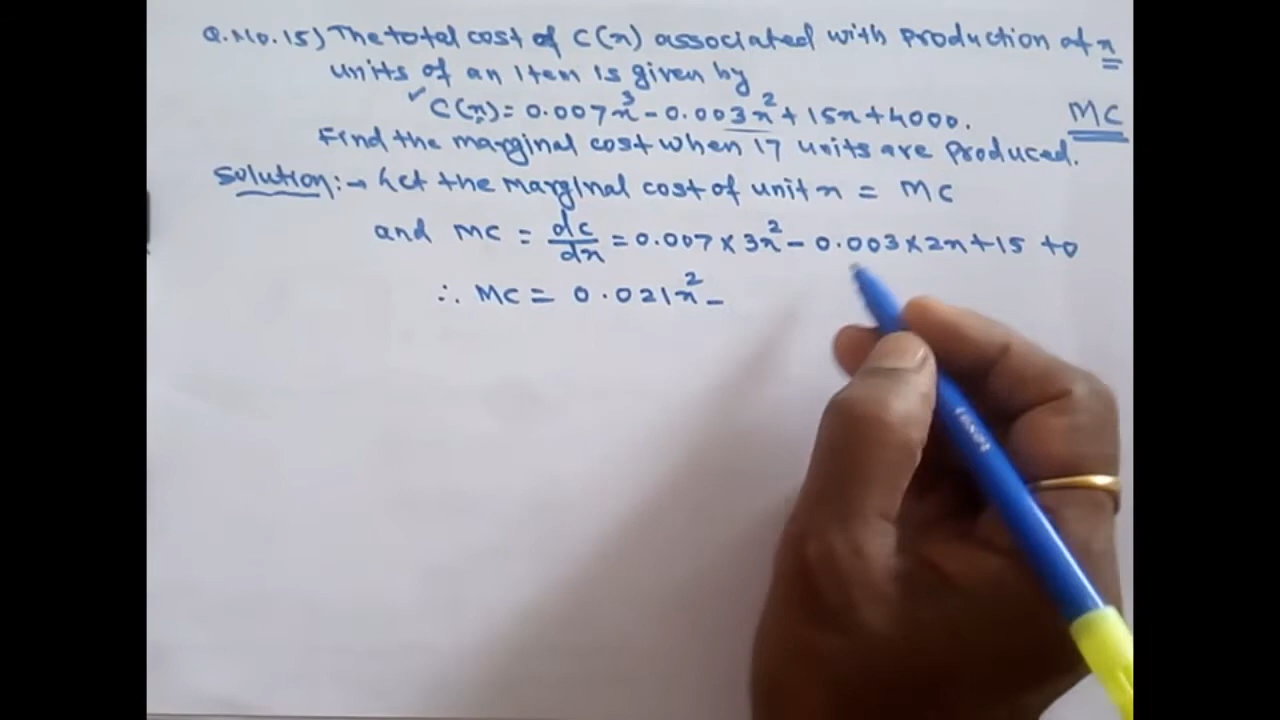 Q.No.15) The total cost of C(x) associated with production of x
units of an item is given by
✓ C(x) = 0.007x³ - 0.003x² + 15x + 4000.
MC
Find the marginal cost when 17 units are produced.
Solution:→ Let the marginal cost of unit x = MC
and MC = dc/dx = 0.007 × 3x² - 0.003 × 2x + 15 + 0
∴ MC = 0.021x² -